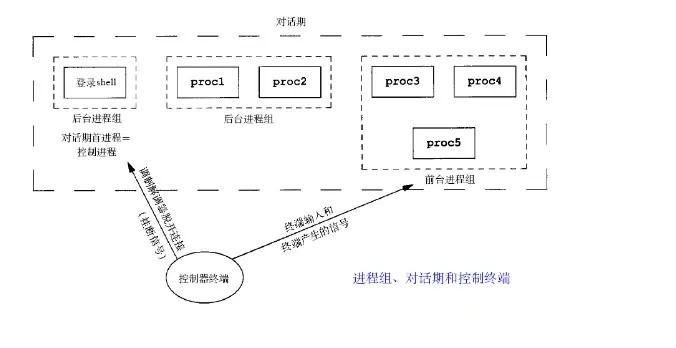 对话期
登录shell
proc1
proc2
proc3
proc4
proc5
后台进程组
后台进程组
对话期首进程＝
控制进程
前台进程组
调制解调器脱开连接
（挂断信号）
终端输入和
终端产生的信号
控制器终端
进程组、对话期和控制终端